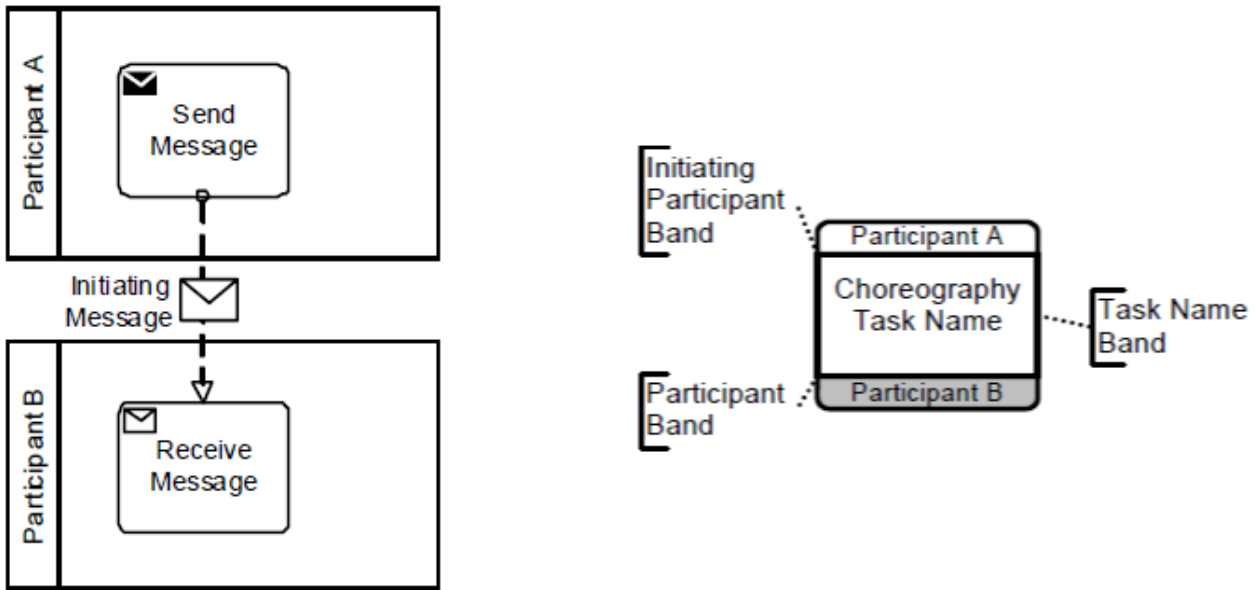 Participant A
Send
Message
Initiating
Message
Participant B
Receive
Message
Initiating
Participant
Band
Participant A
Choreography
Task Name
Task Name
Band
Participant
Band
Participant B